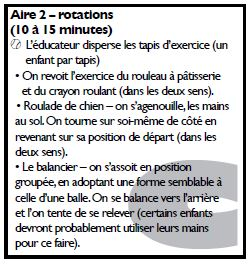 Aire 2 – rotations
(10 à 15 minutes)
L'éducateur disperse les tapis d'exercice (un
enfant par tapis)
• On revoit l'exercice du rouleau à pâtisserie
et du crayon roulant (dans les deux sens).
• Roulade de chien – on s'agenouille, les mains
au sol. On tourne sur soi-même de côté en
revenant sur sa position de départ (dans les
deux sens).
• Le balancier – on s'assoit en position
groupée, en adoptant une forme semblable à
celle d'une balle. On se balance vers l'arrière
et l'on tente de se relever (certains enfants
devront probablement utiliser leurs mains
pour ce faire).